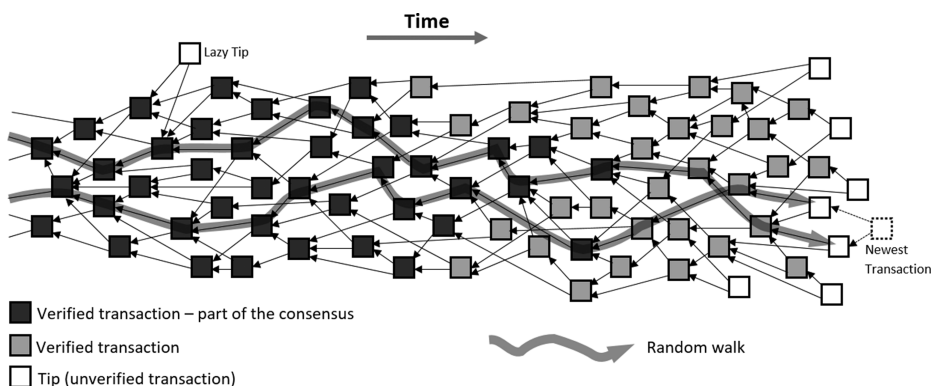 Time
Lazy Tip
Newest
Transaction
Verified transaction – part of the consensus
Verified transaction
Random walk
Tip (unverified transaction)